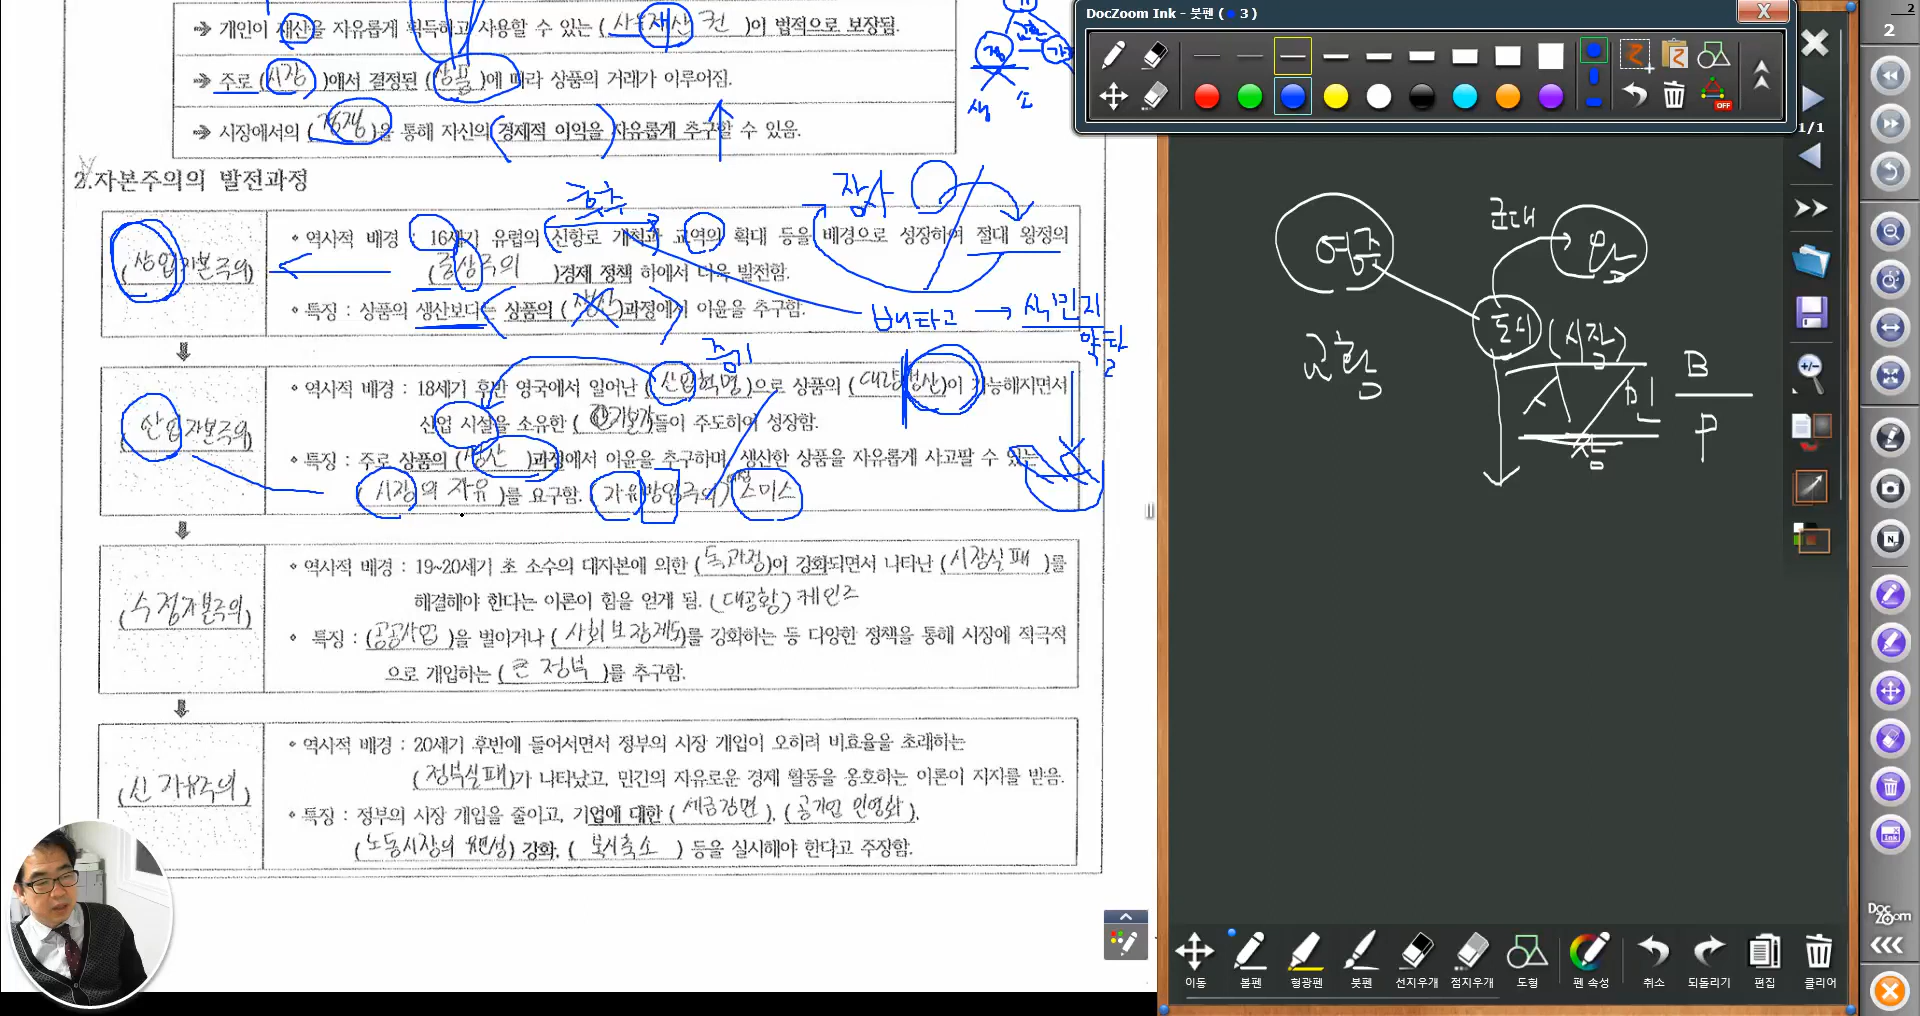 DocZoom Ink - 붓펜 ( 3 )
2
2
1/1
OFF
⇒ 개인이 재산을 자유롭게 획득하고 사용할 수 있는 ( 사유재산권 )이 법적으로 보장됨.
⇒ 주로 ( 시장 )에서 결정된 ( 상품 )에 따라 상품의 거래가 이루어짐.
⇒ 시장에서의 ( 경쟁 )을 통해 자신의 경제적 이익을 자유롭게 추구할 수 있음.
2.자본주의의 발전과정
장사
(상업자본주의)
• 역사적 배경 : 16세기 유럽의 신항로 개척과 교역의 확대 등을 배경으로 성장하여 절대 왕정의
(중상주의 )경제 정책 하에서 더욱 발전함.
• 특징 : 상품의 생산보다는 상품의 ( )과정에서 이윤을 추구함.
배타고 → 식민지
약탈
(산업자본주의)
• 역사적 배경 : 18세기 후반 영국에서 일어난 (산업혁명)으로 상품의 (대량생산)이 가능해지면서
산업 시설을 소유한 ( )들이 주도하여 성장함.
• 특징 : 주로 상품의 (생산 )과정에서 이윤을 추구하며, 생산한 상품을 자유롭게 사고팔 수 있는
( 시장의 자유 )를 요구함. (자유방임주의) 스미스
(수정자본주의)
• 역사적 배경 : 19~20세기 초 소수의 대자본에 의한 (독과점)이 강화되면서 나타난 (시장실패 )를
해결해야 한다는 이론이 힘을 얻게 됨. (대공황) 케인즈
• 특징 : (공공사업 )을 벌이거나 ( 사회보장제도)를 강화하는 등 다양한 정책을 통해 시장에 적극적
으로 개입하는 ( 큰 정부 )를 추구함.
(신 자유주의)
• 역사적 배경 : 20세기 후반에 들어서면서 정부의 시장 개입이 오히려 비효율을 초래하는
(정부실패)가 나타났고, 민간의 자유로운 경제 활동을 옹호하는 이론이 지지를 받음.
• 특징 : 정부의 시장 개입을 줄이고, 기업에 대한 ( 세금감면 ), ( 공기업 민영화 ),
(노동시장의 유연성) 강화, ( 복지축소 ) 등을 실시해야 한다고 주장함.
근대
도시 (시장)
B
P
이동
볼펜
형광펜
붓펜
선지우개
점지우개
도형
펜 속성
취소
되돌리기
편집
클리어
Doc Zoom